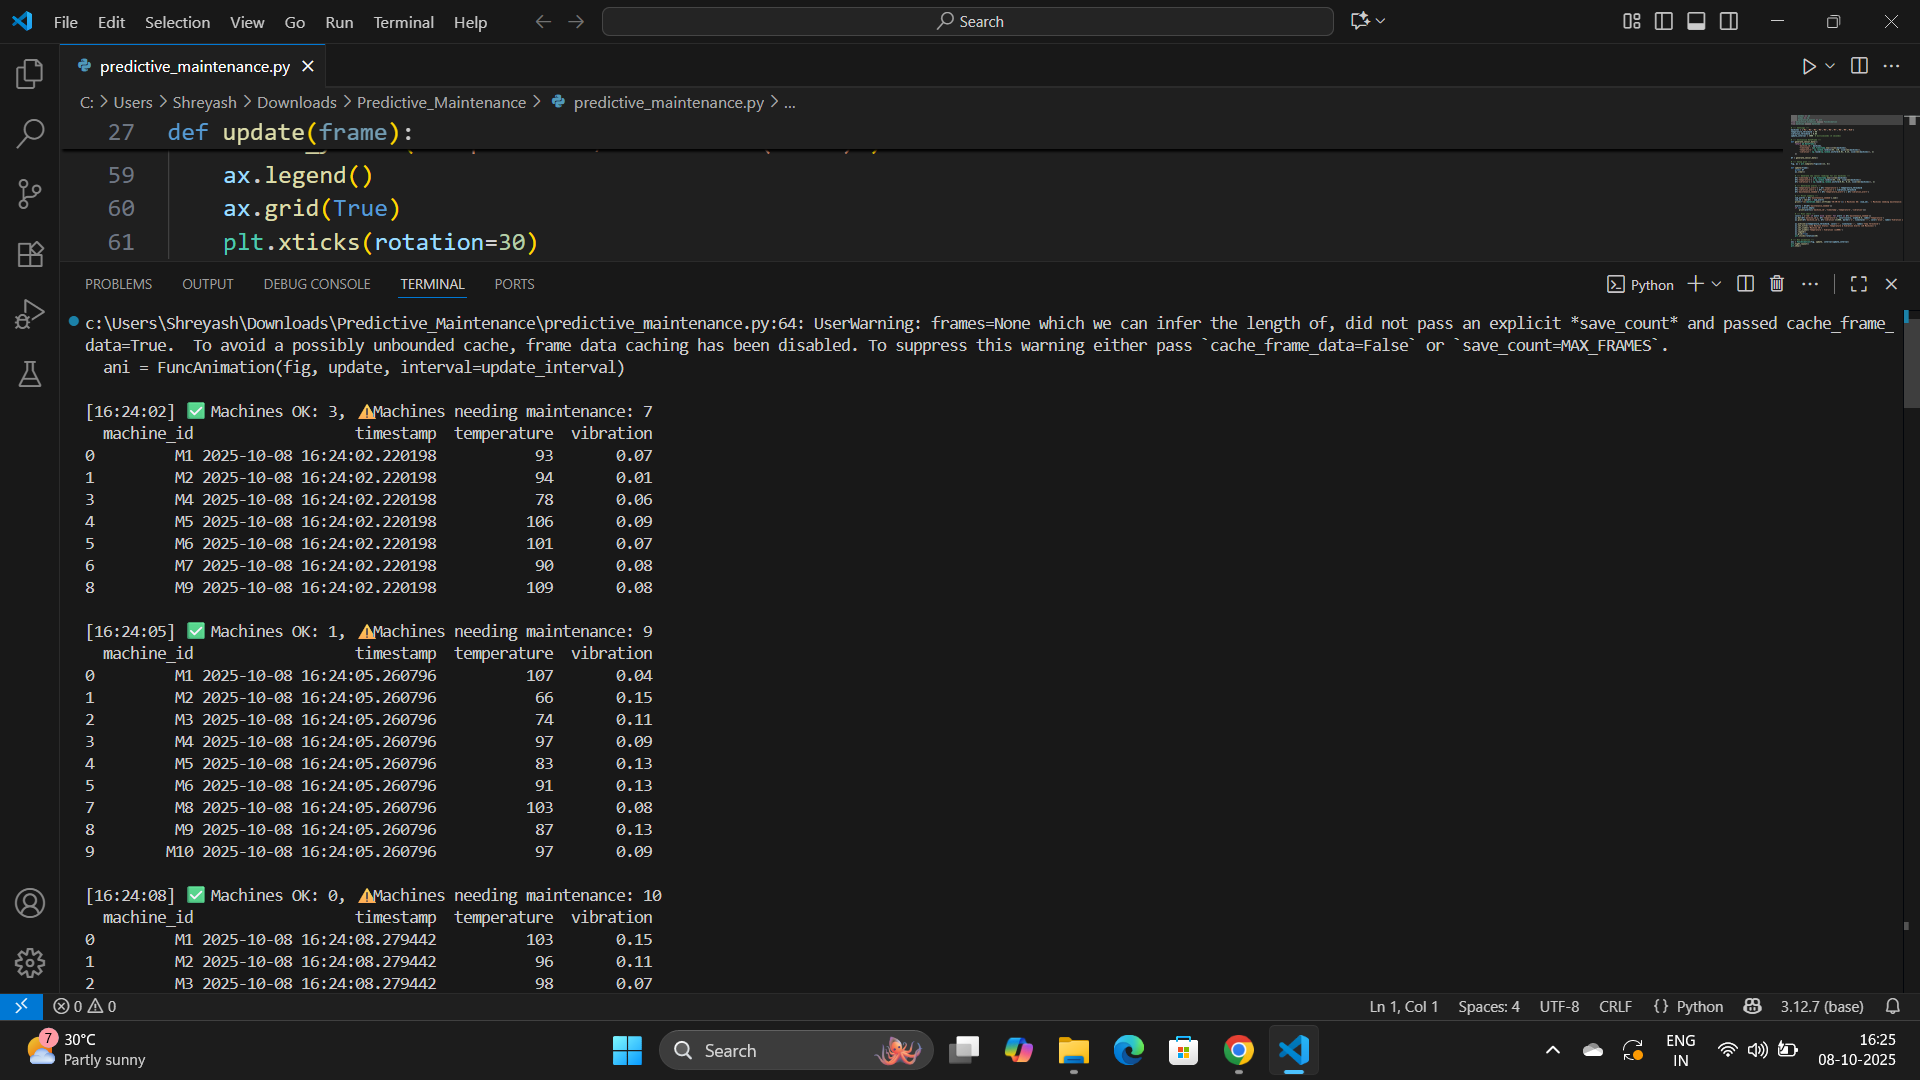 File Edit Selection View Go Run Terminal Help
Search
predictive_maintenance.py
C: > Users > Shreyash > Downloads > Predictive_Maintenance > predictive_maintenance.py > ...
27 def update(frame):
59 ax.legend()
60 ax.grid(True)
61 plt.xticks(rotation=30)
PROBLEMS OUTPUT DEBUG CONSOLE TERMINAL PORTS
Python
c:\Users\Shreyash\Downloads\Predictive_Maintenance\predictive_maintenance.py:64: UserWarning: frames=None which we can infer the length of, did not pass an explicit *save_count* and passed cache_frame_
data=True.  To avoid a possibly unbounded cache, frame data caching has been disabled. To suppress this warning either pass `cache_frame_data=False` or `save_count=MAX_FRAMES`.
ani = FuncAnimation(fig, update, interval=update_interval)
[16:24:02] ✅ Machines OK: 3, ⚠️Machines needing maintenance: 7
machine_id timestamp temperature vibration
0 M1 2025-10-08 16:24:02.220198 93 0.07
1 M2 2025-10-08 16:24:02.220198 94 0.01
3 M4 2025-10-08 16:24:02.220198 78 0.06
4 M5 2025-10-08 16:24:02.220198 106 0.09
5 M6 2025-10-08 16:24:02.220198 101 0.07
6 M7 2025-10-08 16:24:02.220198 90 0.08
8 M9 2025-10-08 16:24:02.220198 109 0.08
[16:24:05] ✅ Machines OK: 1, ⚠️Machines needing maintenance: 9
machine_id timestamp temperature vibration
0 M1 2025-10-08 16:24:05.260796 107 0.04
1 M2 2025-10-08 16:24:05.260796 66 0.15
2 M3 2025-10-08 16:24:05.260796 74 0.11
3 M4 2025-10-08 16:24:05.260796 97 0.09
4 M5 2025-10-08 16:24:05.260796 83 0.13
5 M6 2025-10-08 16:24:05.260796 91 0.13
7 M8 2025-10-08 16:24:05.260796 103 0.08
8 M9 2025-10-08 16:24:05.260796 87 0.13
9 M10 2025-10-08 16:24:05.260796 97 0.09
[16:24:08] ✅ Machines OK: 0, ⚠️Machines needing maintenance: 10
machine_id timestamp temperature vibration
0 M1 2025-10-08 16:24:08.279442 103 0.15
1 M2 2025-10-08 16:24:08.279442 96 0.11
2 M3 2025-10-08 16:24:08.279442 98 0.07
0 0 Ln 1, Col 1 Spaces: 4 UTF-8 CRLF {} Python 3.12.7 (base)
7 30°C
Partly sunny
Search
ENG
IN
16:25
08-10-2025